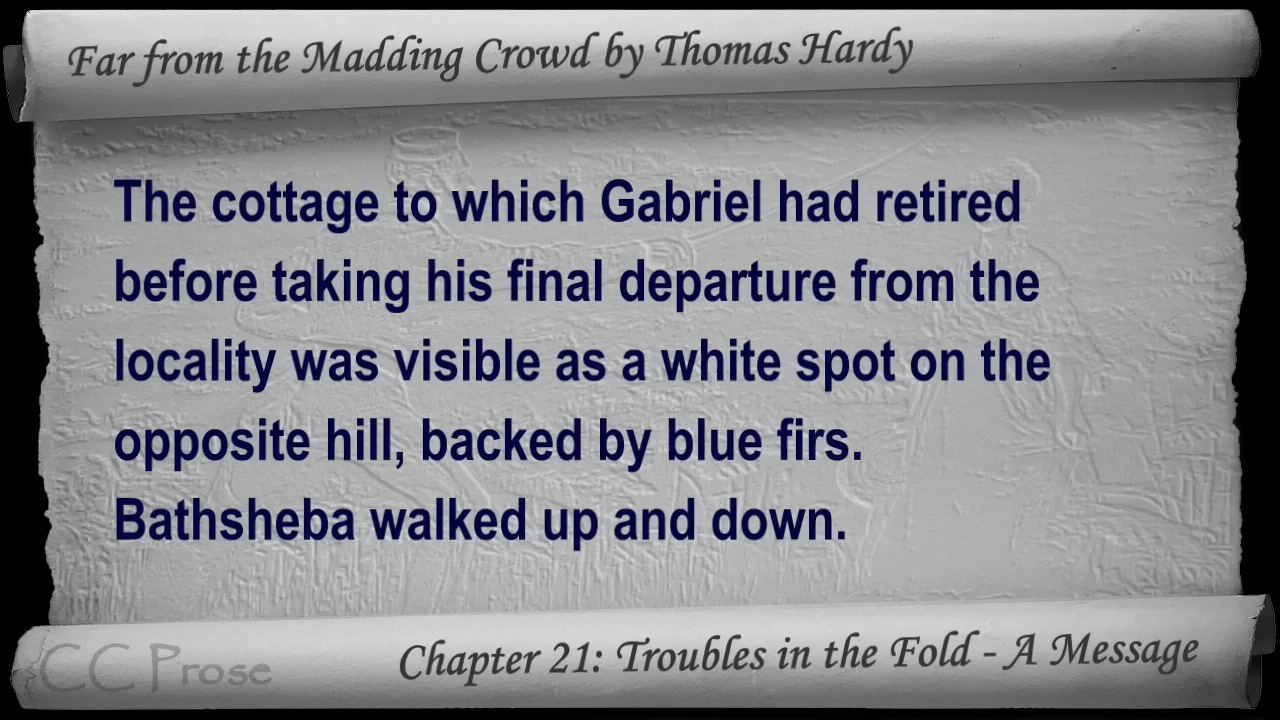 Far from the Madding Crowd by Thomas Hardy
The cottage to which Gabriel had retired
before taking his final departure from the
locality was visible as a white spot on the
opposite hill, backed by blue firs.
Bathsheba walked up and down.
CC Prose
Chapter 21: Troubles in the Fold - A Message